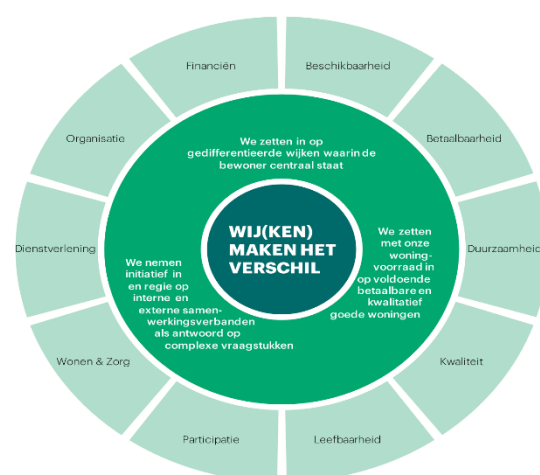 Financiën
Beschikbaarheid
Organisatie
Betaalbaarheid
We zetten in op
gedifferentieerde wijken waarin de
bewoner centraal staat
Dienstverlening
WIJ(KEN)
MAKEN HET
VERSCHIL
We zetten
met onze
woning-
voorraad in
op voldoende
betaalbare en
kwalitatief
goede woningen
Duurzaamheid
We nemen
initiatief in
en regie op
interne en
externe samen-
werkingsverbanden
als antwoord op
complexe vraagstukken
Wonen & Zorg
Kwaliteit
Participatie
Leefbaarheid